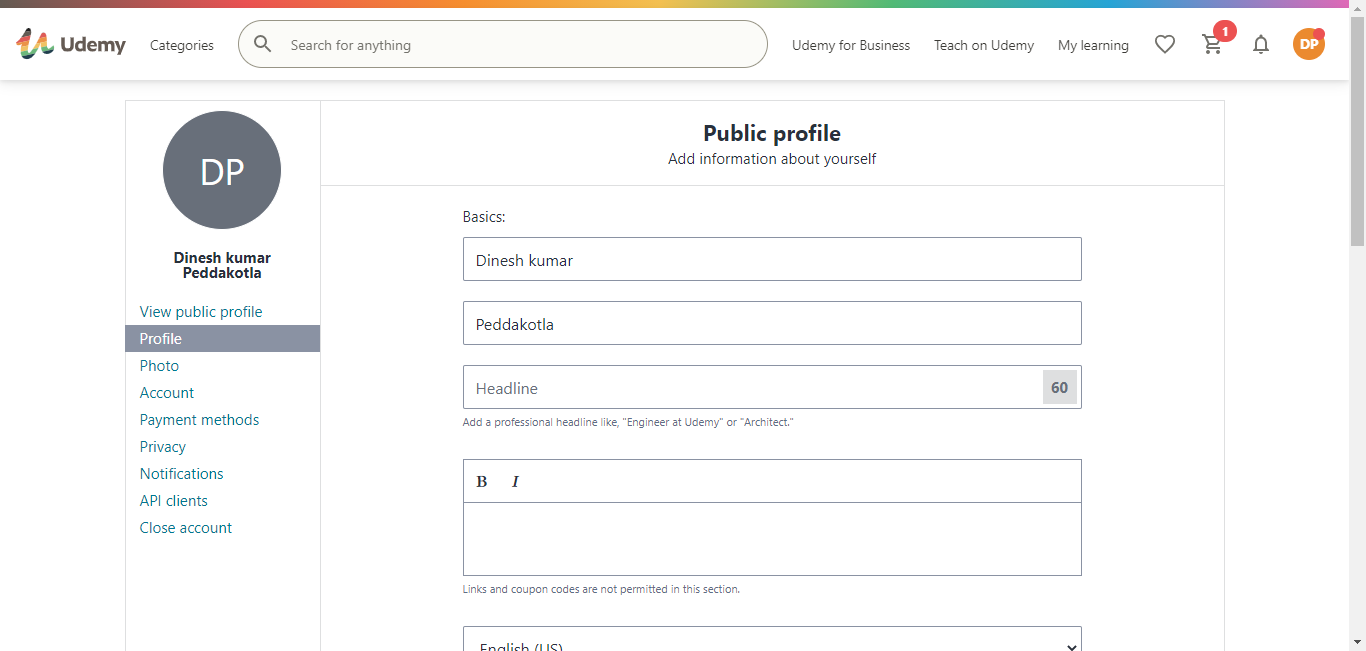 Udemy Categories Search for anything Udemy for Business Teach on Udemy My learning 1 DP
DP
Dinesh kumar
Peddakotla
View public profile
Profile
Photo
Account
Payment methods
Privacy
Notifications
API clients
Close account
Public profile
Add information about yourself
Basics:
Dinesh kumar
Peddakotla
Headline 60
Add a professional headline like, "Engineer at Udemy" or "Architect."
B I
Links and coupon codes are not permitted in this section.
English (US)